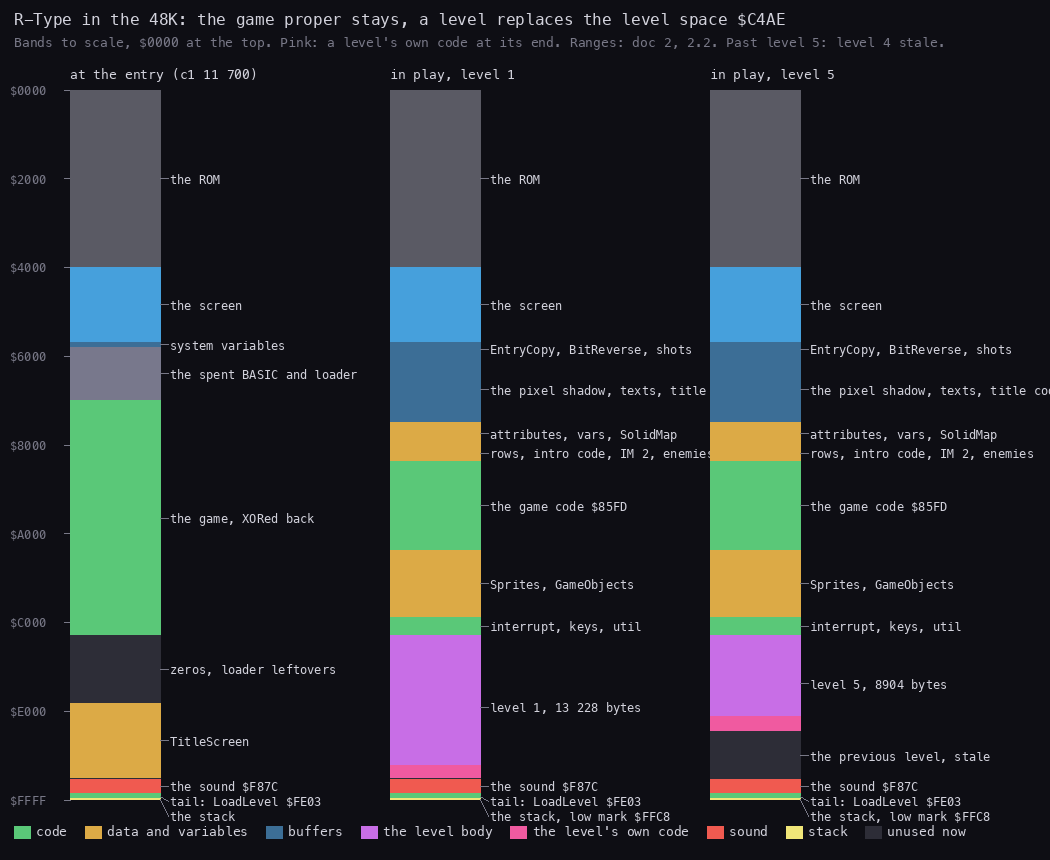 R−Type in the 48K: the game proper stays, a level replaces the level space $C4AE
Bands to scale, $0000 at the top. Pink: a level's own code at its end. Ranges: doc 2, 2.2. Past level 5: level 4 stale.
at the entry (c1 11 700)
in play, level 1
in play, level 5
$0000
$2000
$4000
$6000
$8000
$A000
$C000
$E000
$FFFF
the ROM
the screen
system variables
the spent BASIC and loader
the game, XORed back
zeros, loader leftovers
TitleScreen
the sound $F87C
tail: LoadLevel $FE03
the stack
the ROM
the screen
EntryCopy, BitReverse, shots
the pixel shadow, texts, title
attributes, vars, SolidMap
rows, intro code, IM 2, enemies
the game code $85FD
Sprites, GameObjects
interrupt, keys, util
level 1, 13 228 bytes
the sound $F87C
tail: LoadLevel $FE03
the stack, low mark $FFC8
the ROM
the screen
EntryCopy, BitReverse, shots
the pixel shadow, texts, title
attributes, vars, SolidMap
rows, intro code, IM 2, enemies
the game code $85FD
Sprites, GameObjects
interrupt, keys, util
level 5, 8904 bytes
the previous level, stale
the sound $F87C
tail: LoadLevel $FE03
the stack, low mark $FFC8
code
data and variables
buffers
the level body
the level's own code
sound
stack
unused now